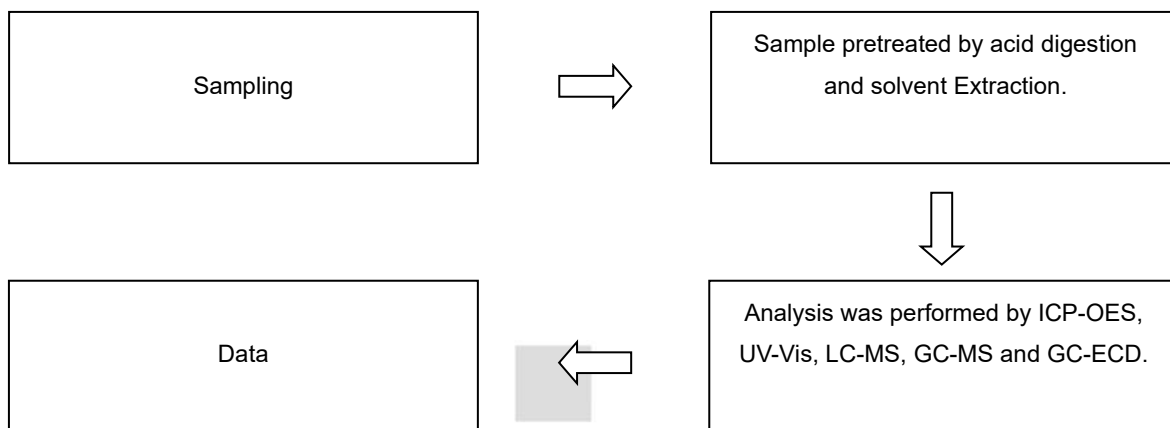 Sampling
Sample pretreated by acid digestion
and solvent Extraction.
Analysis was performed by ICP-OES,
UV-Vis, LC-MS, GC-MS and GC-ECD.
Data